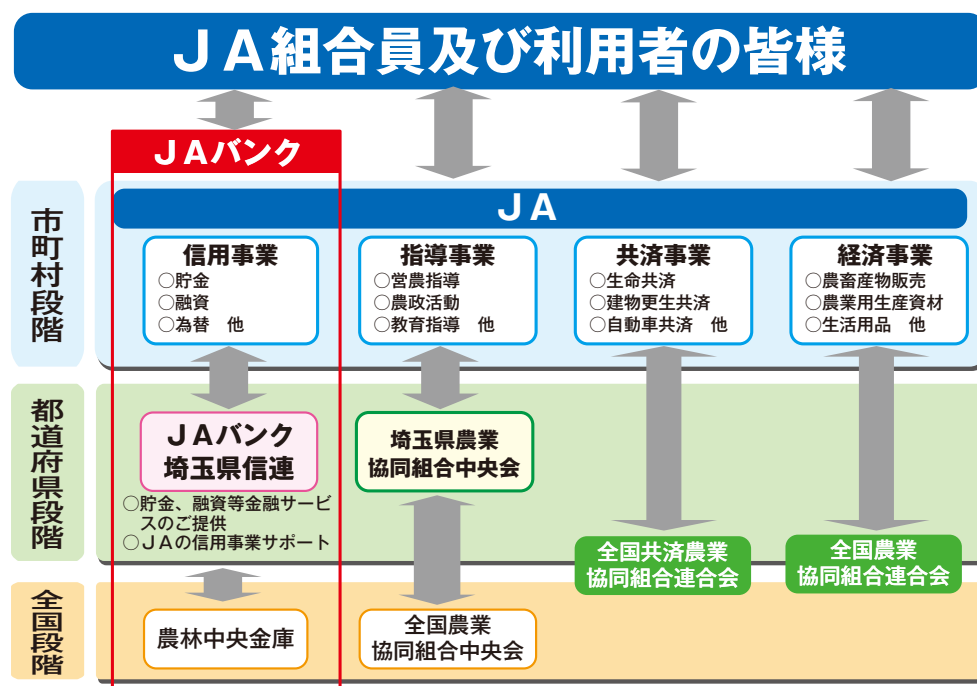 JA組合員及び利用者の皆様
JAバンク
市町村段階
JA
信用事業
○貯金
○融資
○為替　他
指導事業
○営農指導
○農政活動
○教育指導　他
共済事業
○生命共済
○建物更生共済
○自動車共済　他
経済事業
○農畜産物販売
○農業用生産資材
○生活用品　他
都道府県段階
JAバンク
埼玉県信連
○貯金、融資等金融サービ
スのご提供
○JAの信用事業サポート
埼玉県農業
協同組合中央会
全国共済農業
協同組合連合会
全国農業
協同組合連合会
全国段階
農林中央金庫
全国農業
協同組合中央会